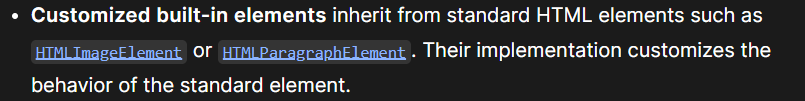 • Customized built-in elements inherit from standard HTML elements such as
HTMLImageElement or HTMLParagraphElement. Their implementation customizes the
behavior of the standard element.